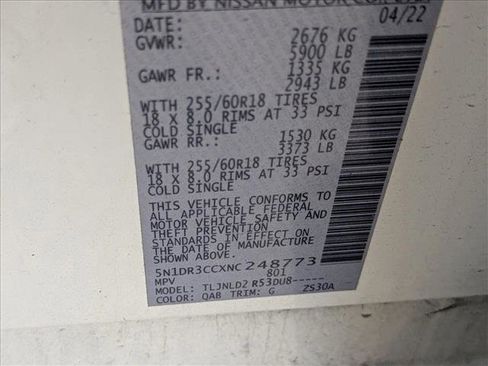 MFD BY NISSAN MOTOR CO., LTD.
DATE: 04/22
GVWR: 2676 KG
5900 LB
GAWR FR.: 1335 KG
2943 LB
WITH 255/60R18 TIRES
18 X 8.0 RIMS AT 33 PSI
COLD SINGLE
GAWR RR.: 1530 KG
3373 LB
WITH 255/60R18 TIRES
18 X 8.0 RIMS AT 33 PSI
COLD SINGLE
THIS VEHICLE CONFORMS TO
ALL APPLICABLE FEDERAL
MOTOR VEHICLE SAFETY AND
THEFT PREVENTION
STANDARDS IN EFFECT ON
THE DATE OF MANUFACTURE
SHOWN ABOVE.
5N1DR3CCXNC248773
MPV 801
MODEL: TLJNLD2 R53DU8-----
COLOR: QAB TRIM: G ZS30A